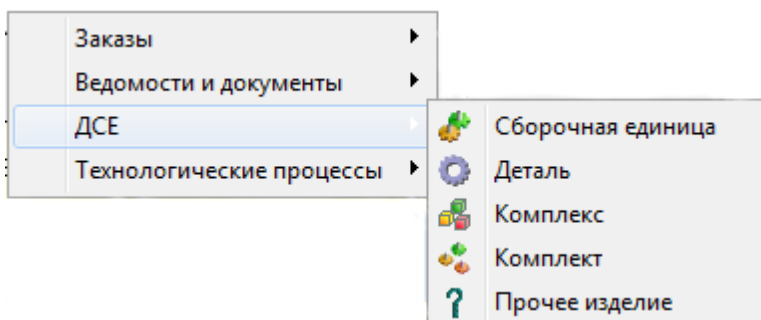 Заказы
Ведомости и документы
ДСЕ
Технологические процессы
Сборочная единица
Деталь
Комплекс
Комплект
Прочее изделие